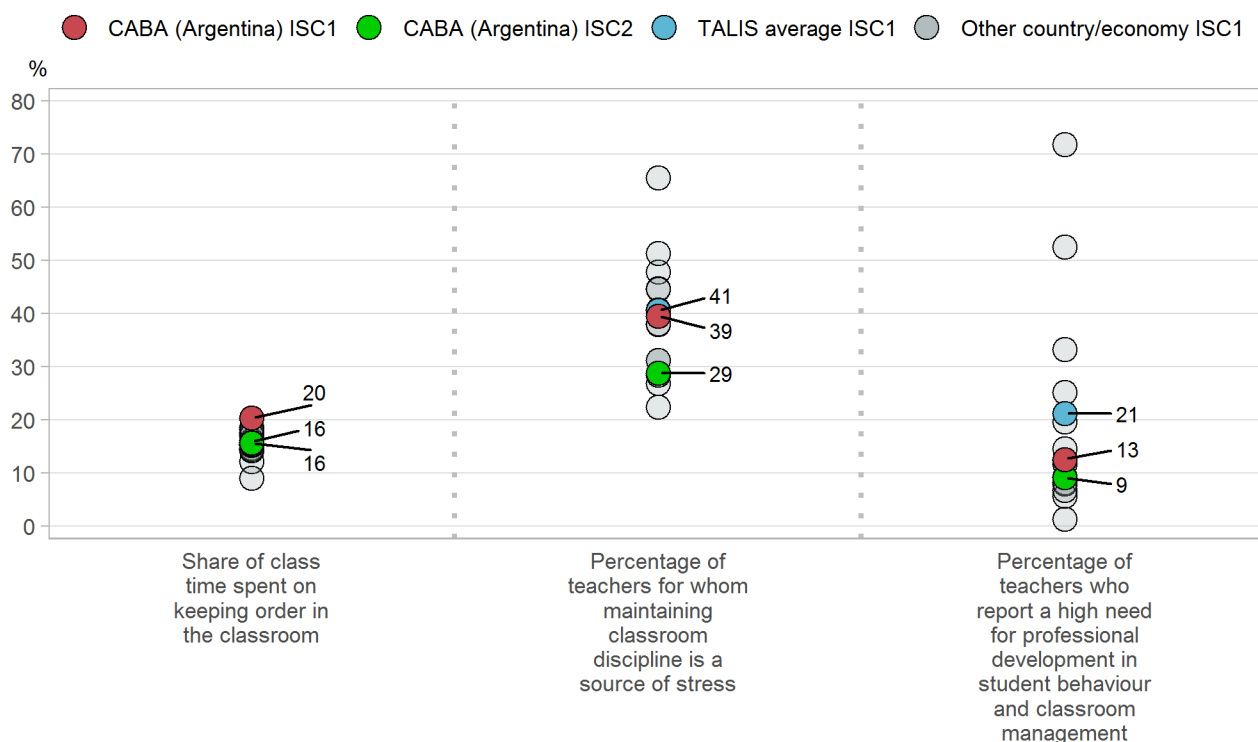 CABA (Argentina) ISC1 CABA (Argentina) ISC2 TALIS average ISC1 Other country/economy ISC1
%
80
70
60
50
40
30
20
10
0
20
16
16
41
39
29
21
13
9
Share of class
time spent on
keeping order in
the classroom
Percentage of
teachers for whom
maintaining
classroom
discipline is a
source of stress
Percentage of
teachers who
report a high need
for professional
development in
student behaviour
and classroom
management